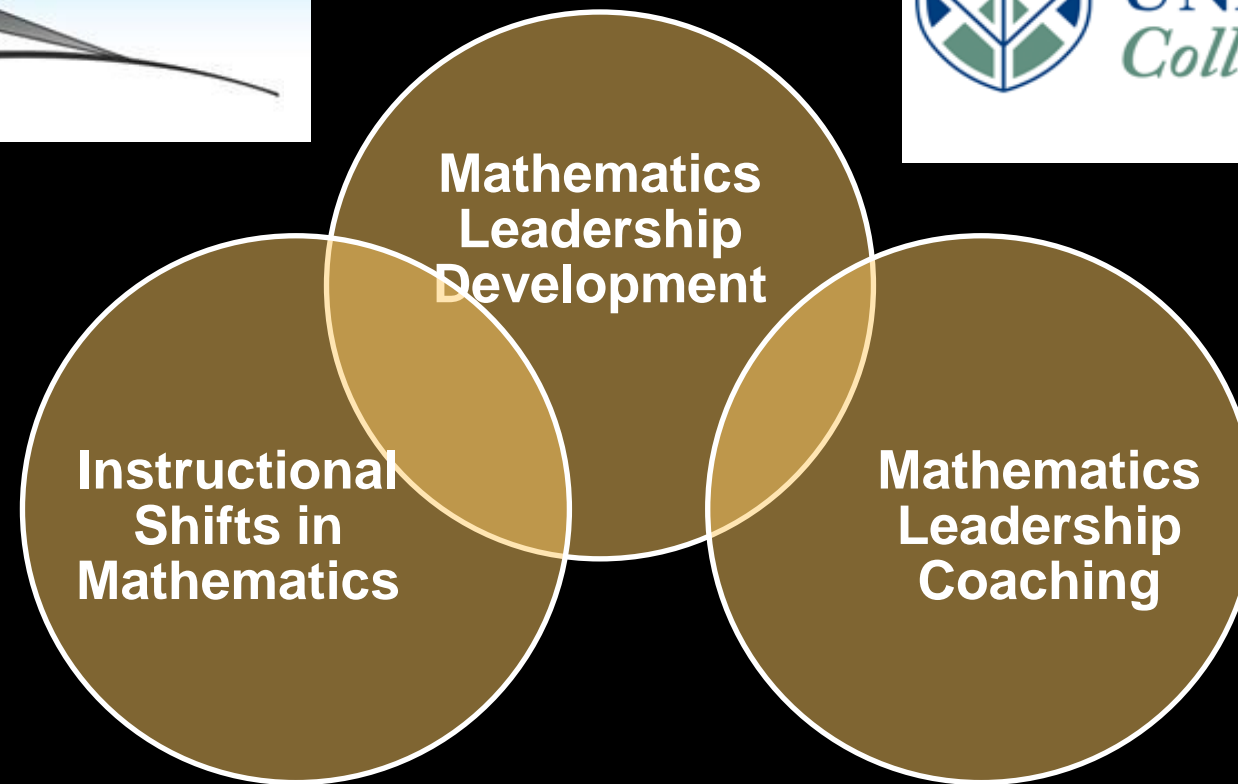 Coll
Mathematics
Leadership
Development
Instructional
Shifts in
Mathematics
Mathematics
Leadership
Coaching